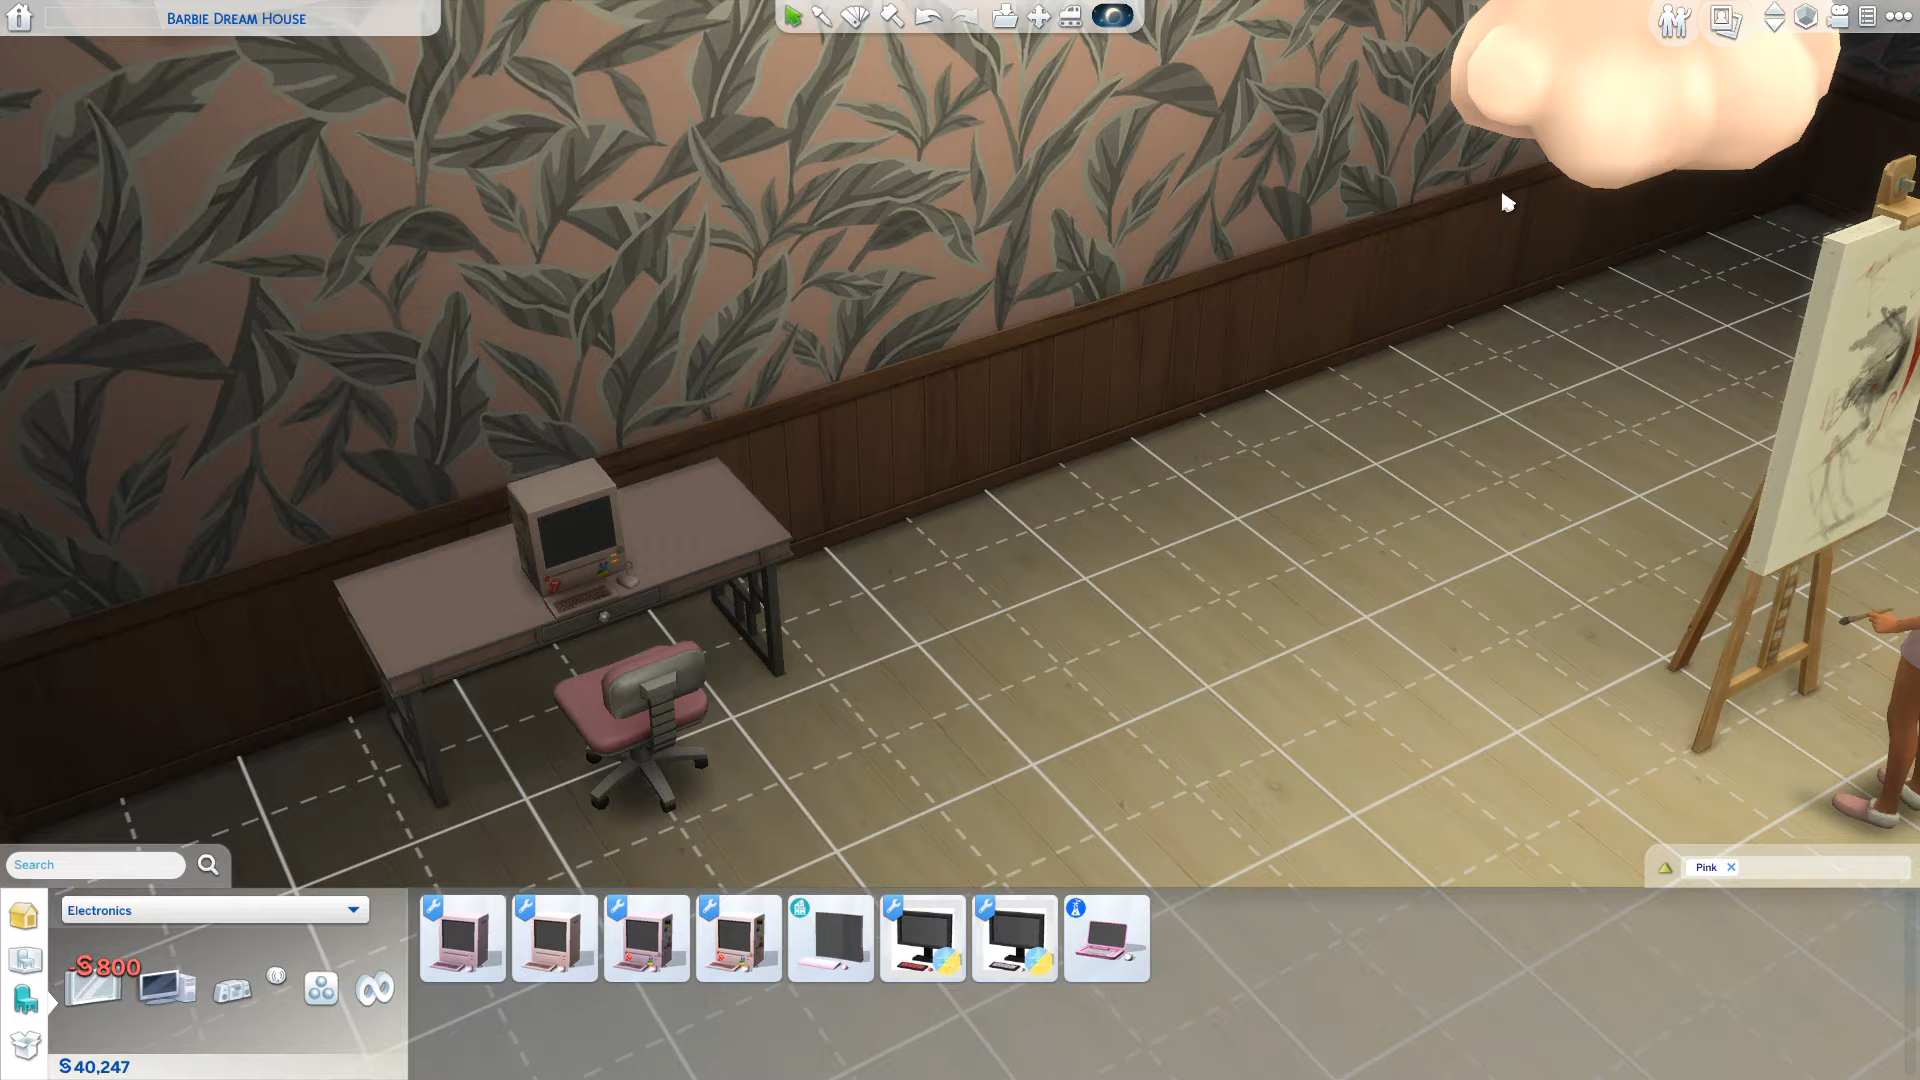 BARBIE DREAM HOUSE
Search
Pink
Electronics
-§800
§40,247